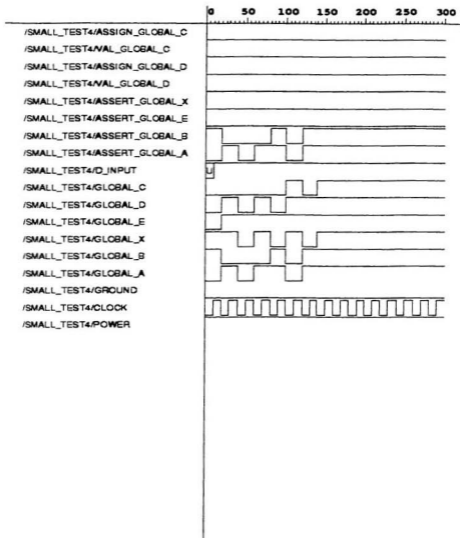 0 50 100 150 200 250 300
/SMALL_TEST4/ASSIGN_GLOBAL_C
/SMALL_TEST4/VAL_GLOBAL_C
/SMALL_TEST4/ASSIGN_GLOBAL_D
/SMALL_TEST4/VAL_GLOBAL_D
/SMALL_TEST4/ASSERT_GLOBAL_X
/SMALL_TEST4/ASSERT_GLOBAL_E
/SMALL_TEST4/ASSERT_GLOBAL_B
/SMALL_TEST4/ASSERT_GLOBAL_A
/SMALL_TEST4/D_INPUT U
/SMALL_TEST4/GLOBAL_C
/SMALL_TEST4/GLOBAL_D
/SMALL_TEST4/GLOBAL_E
/SMALL_TEST4/GLOBAL_X
/SMALL_TEST4/GLOBAL_B
/SMALL_TEST4/GLOBAL_A
/SMALL_TEST4/GROUND
/SMALL_TEST4/CLOCK
/SMALL_TEST4/POWER